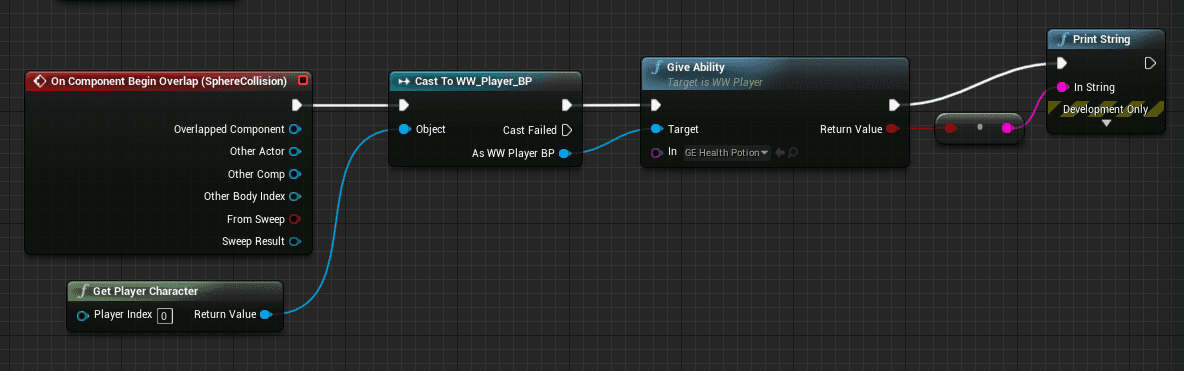 On Component Begin Overlap (SphereCollision)
Overlapped Component
Other Actor
Other Comp
Other Body Index
From Sweep
Sweep Result
Get Player Character
Player Index 0
Return Value
Cast To WW_Player_BP
Object
Cast Failed
As WW Player BP
Give Ability
Target is WW Player
Target
Return Value
In GE Health Potion
Print String
In String
Development Only